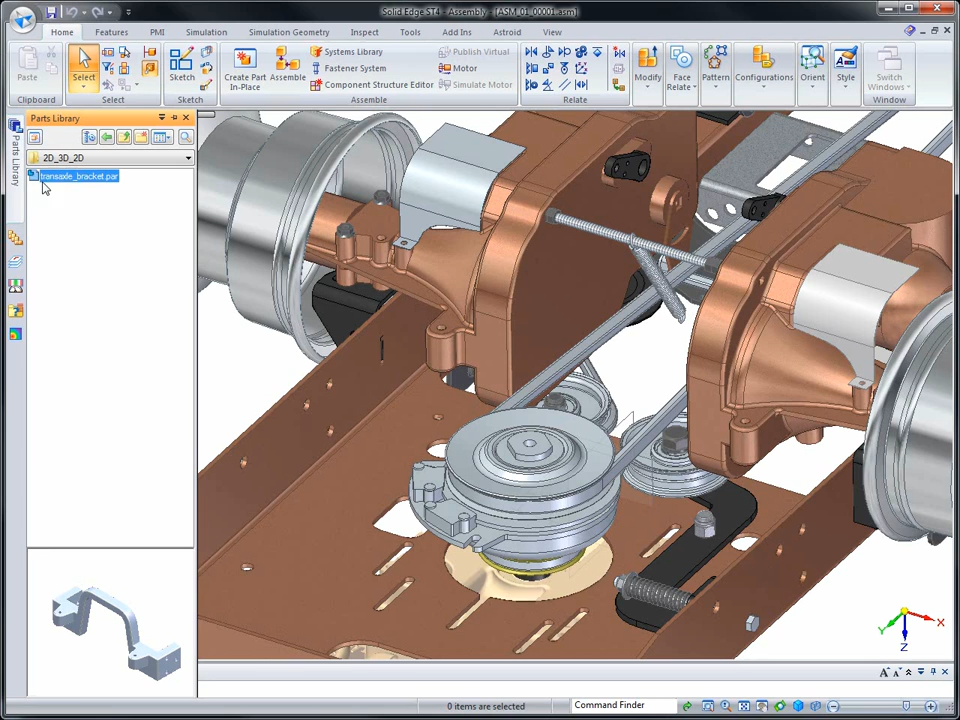 Solid Edge ST4 - Assembly - [ASM_01_00001.asm]
Home Features PMI Simulation Simulation Geometry Inspect Tools Add Ins Astroid View
Paste
Clipboard
Select
Select
Sketch
Sketch
Create Part In-Place
Assemble
Systems Library
Fastener System
Component Structure Editor
Publish Virtual
Motor
Simulate Motor
Assemble
Relate
Modify
Face Relate
Pattern
Configurations
Orient
Style
Switch Windows
Window
Parts Library
Parts Library
2D_3D_2D
transaxle_bracket.par
X
Y
Z
0 items are selected
Command Finder